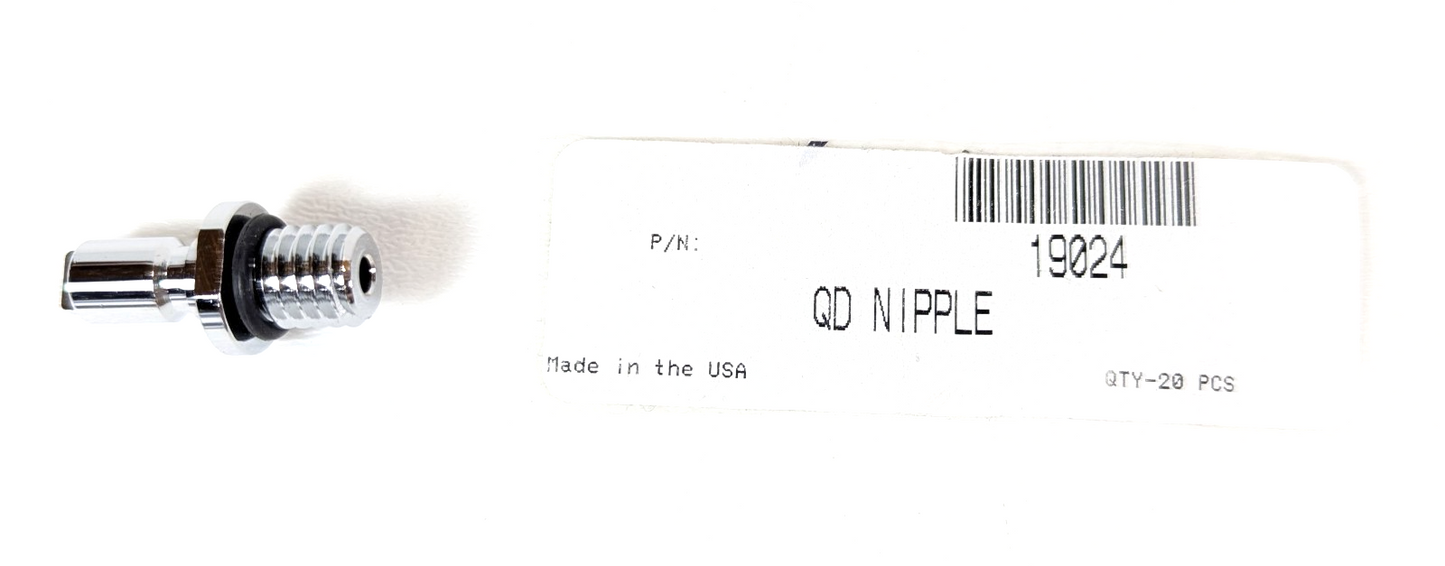 P/N:
19024
QD NIPPLE
Made in the USA
QTY-20 PCS